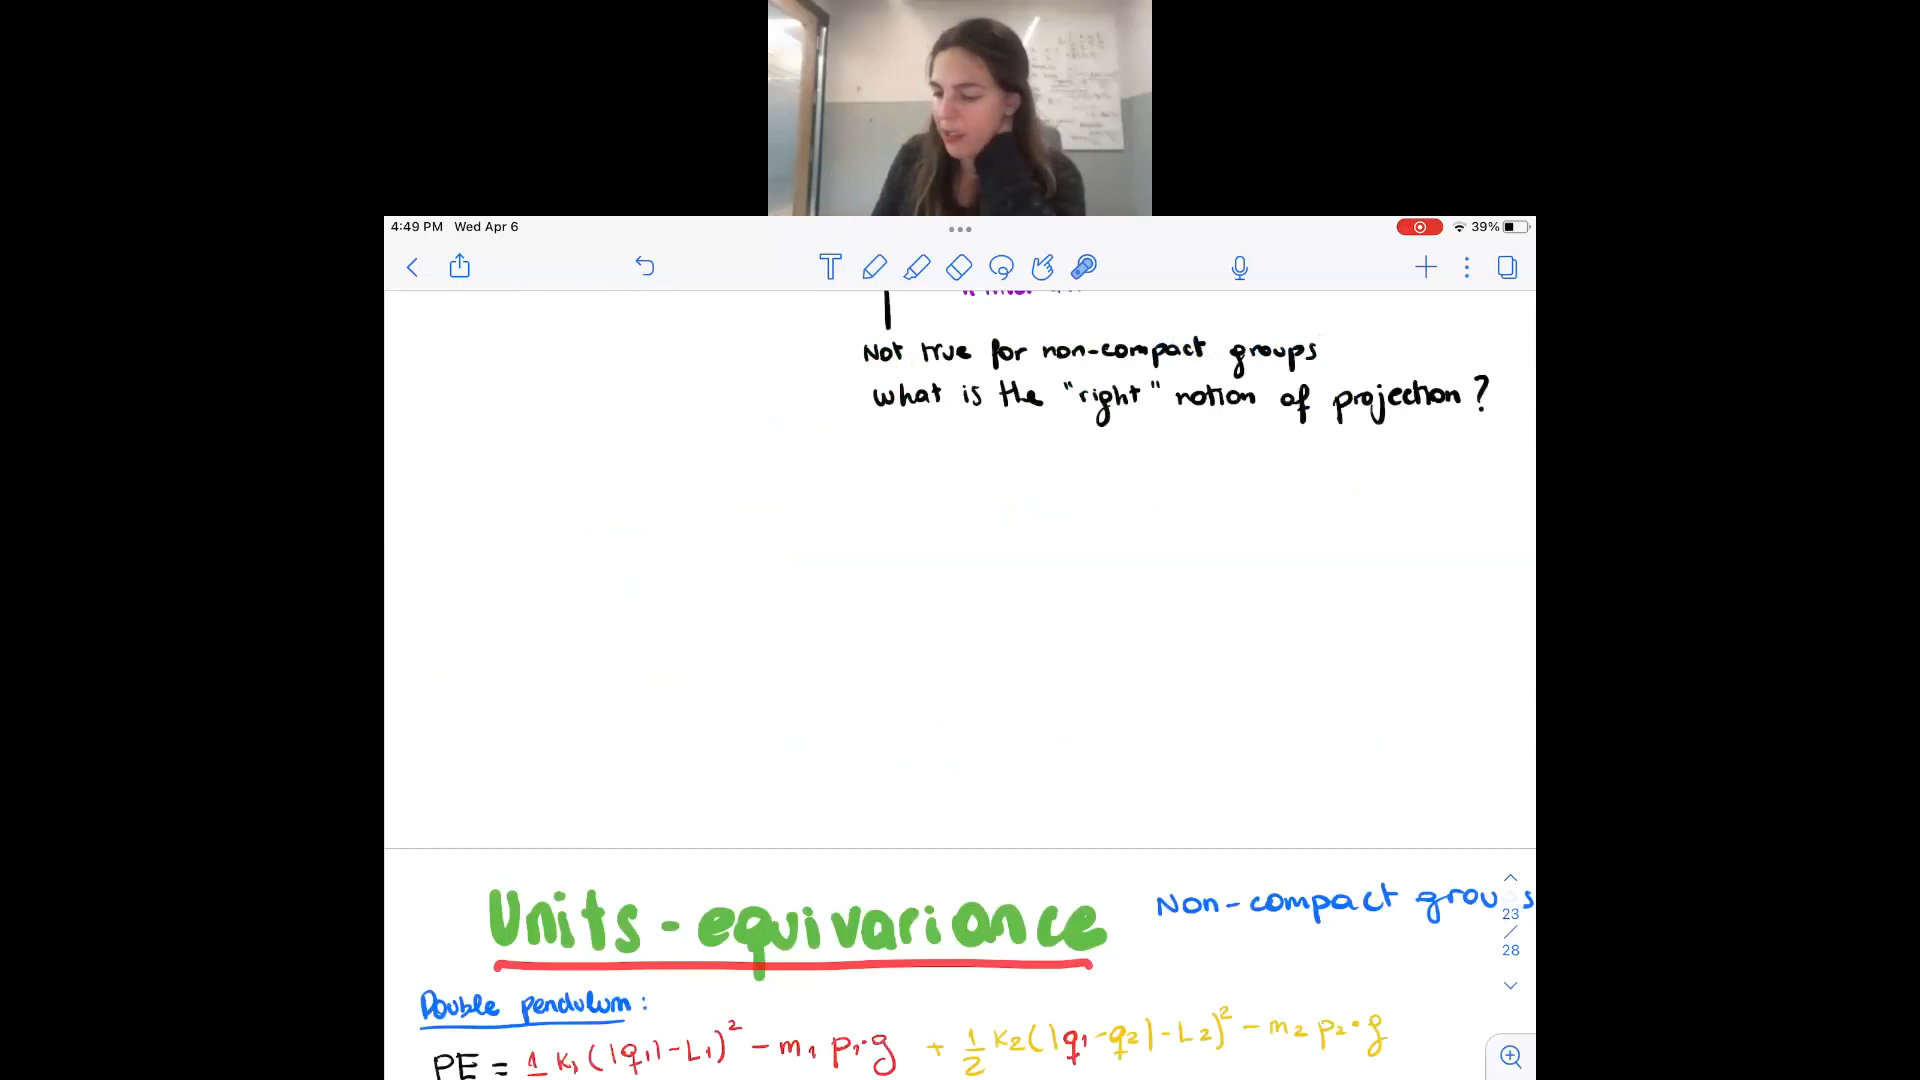 4:49 PM Wed Apr 6
39%
Not true for non-compact groups
what is the "right" notion of projection?
Units-equivariance
Non-compact groups
23
/
28
Double pendulum:
PE = 1/2 k₁(|q₁|-L₁)² - m₁ p₁·g + 1/2 k₂(|q₁-q₂|-L₂)² - m₂ p₂·g